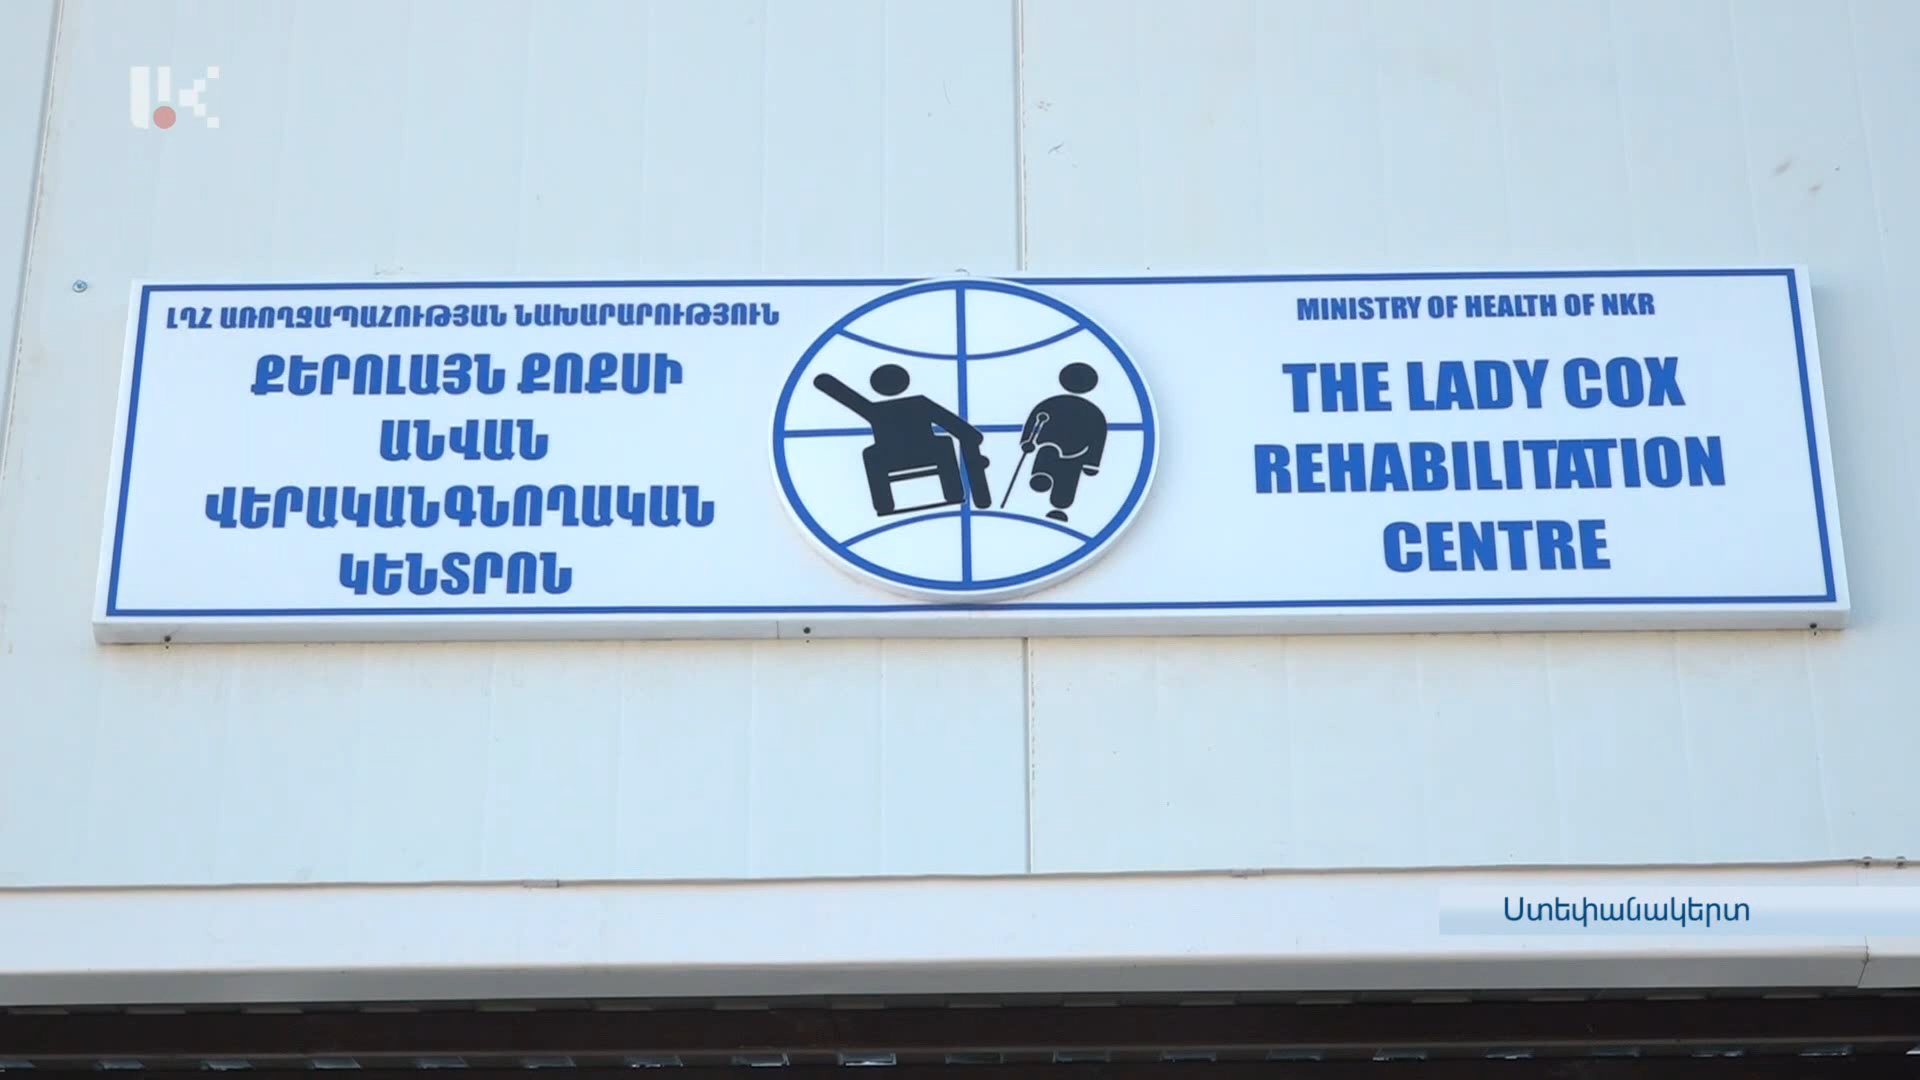 ԼՂՀ ԱՌՈՂՋԱՊԱՀՈՒԹՅԱՆ ՆԱԽԱՐԱՐՈՒԹՅՈՒՆ
ՔԵՐՈԼԱՅՆ ՔՈՔՍԻ
ԱՆՎԱՆ
ՎԵՐԱԿԱՆԳՆՈՂԱԿԱՆ
ԿԵՆՏՐՈՆ
MINISTRY OF HEALTH OF NKR
THE LADY COX
REHABILITATION
CENTRE
Ստեփանակերտ